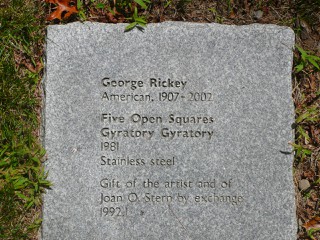 George Rickey
American, 1907-2002
Five Open Squares
Gyratory Gyratory
1981
Stainless steel
Gift of the artist and of
Joan O. Stern by exchange
1992.1